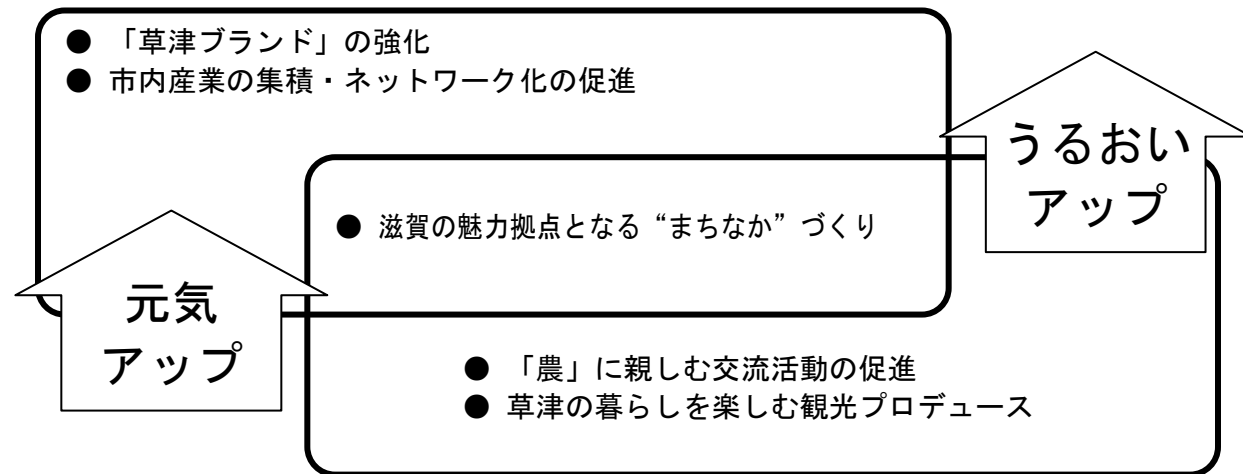 ● 「草津ブランド」の強化
● 市内産業の集積・ネットワーク化の促進
うるおい
アップ
● 滋賀の魅力拠点となる“まちなか”づくり
元気
アップ
● 「農」に親しむ交流活動の促進
● 草津の暮らしを楽しむ観光プロデュース